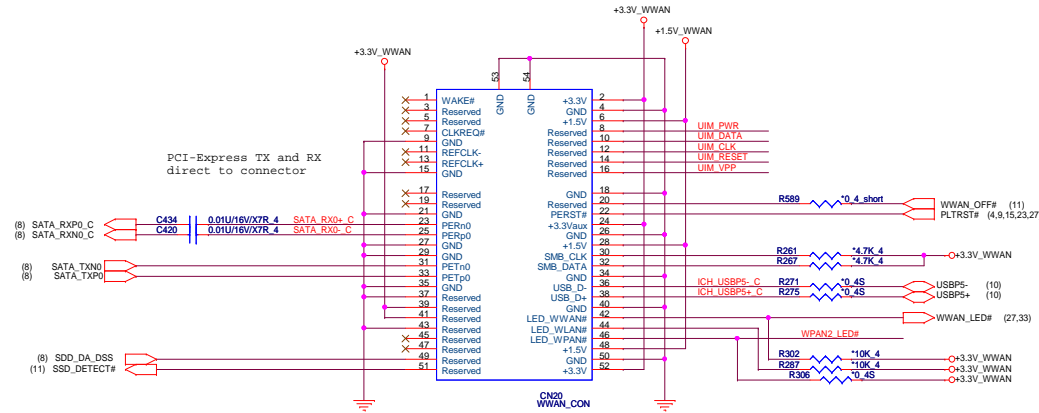 +3.3V_WWAN
+1.5V_WWAN
+3.3V_WWAN
53
54
GND
GND
1 WAKE#
3 Reserved
5 Reserved
7 CLKREQ#
9 GND
11 REFCLK-
13 REFCLK+
15 GND
17 Reserved
19 Reserved
21 GND
23 PERn0
25 PERp0
27 GND
29 GND
31 PETn0
33 PETp0
35 GND
37 Reserved
39 Reserved
41 Reserved
43 Reserved
45 Reserved
47 Reserved
49 Reserved
51 Reserved
+3.3V 2
GND 4
+1.5V 6
Reserved 8
Reserved 10
Reserved 12
Reserved 14
Reserved 16
GND 18
Reserved 20
PERST# 22
+3.3Vaux 24
GND 26
+1.5V 28
SMB_CLK 30
SMB_DATA 32
GND 34
USB_D- 36
USB_D+ 38
GND 40
LED_WWAN# 42
LED_WLAN# 44
LED_WPAN# 46
+1.5V 48
GND 50
+3.3V 52
PCI-Express TX and RX
direct to connector
(8) SATA_RXP0_C C434 0.01U/16V/X7R_4 SATA_RX0+_C
(8) SATA_RXN0_C C420 0.01U/16V/X7R_4 SATA_RX0-_C
(8) SATA_TXN0
(8) SATA_TXP0
(8) SDD_DA_DSS
(11) SSD_DETECT#
UIM_PWR
UIM_DATA
UIM_CLK
UIM_RESET
UIM_VPP
R589 *0_4_short WWAN_OFF# (11)
PLTRST# (4,9,15,23,27
R261 *4.7K_4 +3.3V_WWAN
R267 *4.7K_4
ICH_USBP5-_C R271 *0_4S USBP5- (10)
ICH_USBP5+_C R275 *0_4S USBP5+ (10)
WWAN_LED# (27,33)
WPAN2_LED#
R302 *10K_4 +3.3V_WWAN
R287 *10K_4 +3.3V_WWAN
R306 *0_4S +3.3V_WWAN
CN20
WWAN_CON